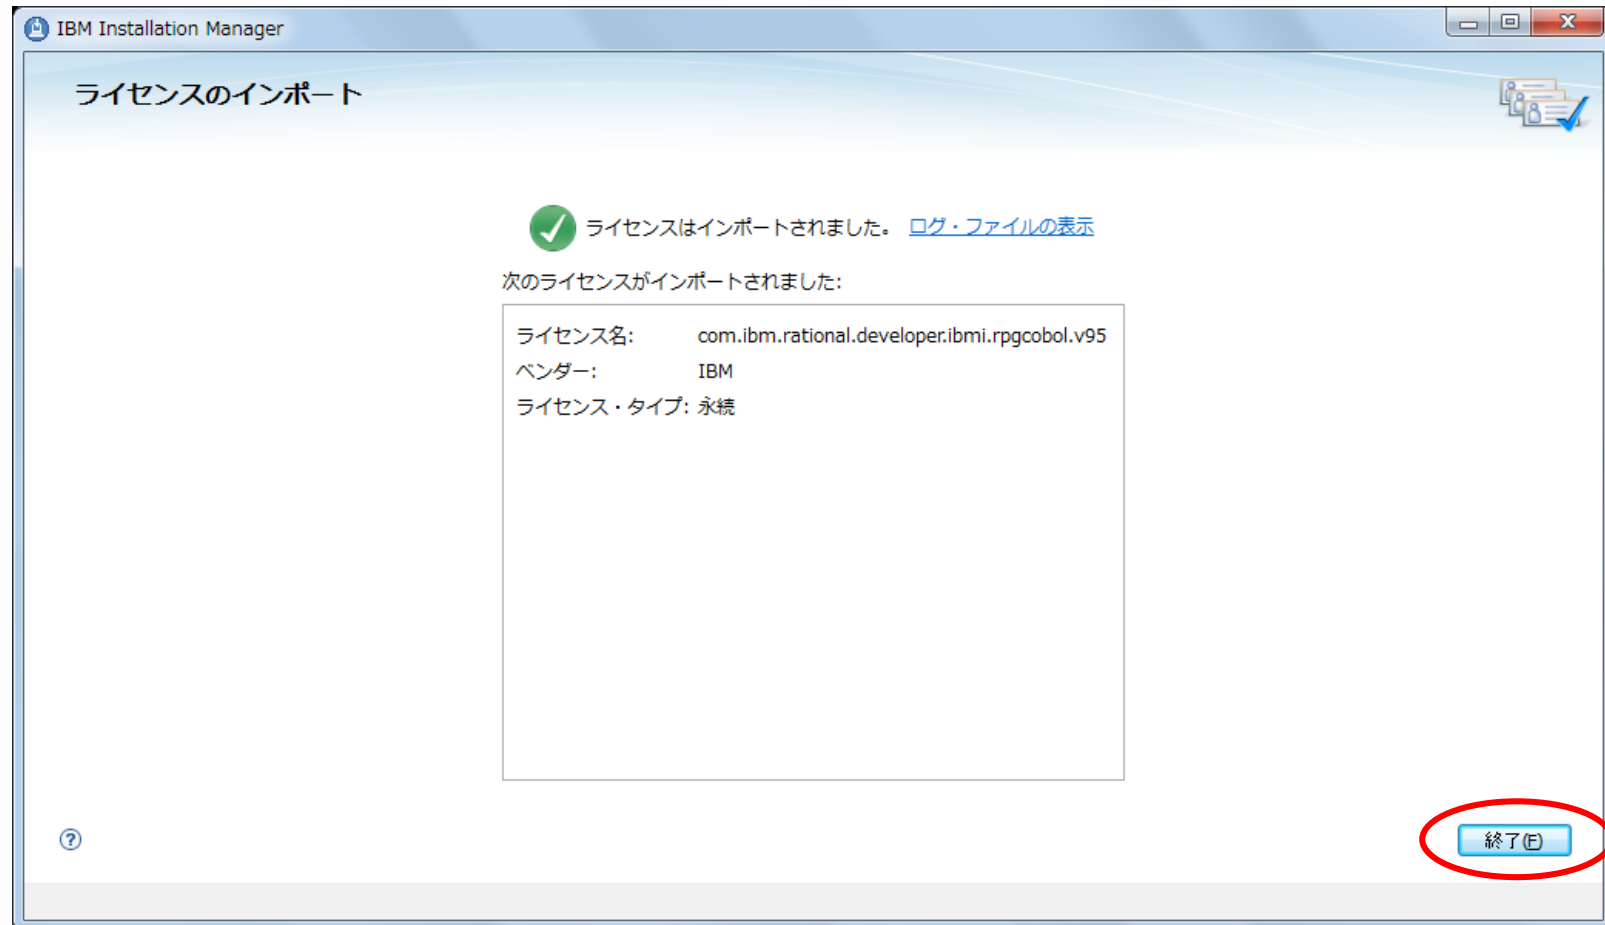 IBM Installation Manager
ライセンスのインポート
ライセンスはインポートされました。 ログ・ファイルの表示
次のライセンスがインポートされました:
ライセンス名: com.ibm.rational.developer.ibmi.rpgcobol.v95
ベンダー: IBM
ライセンス・タイプ: 永続
終了(F)